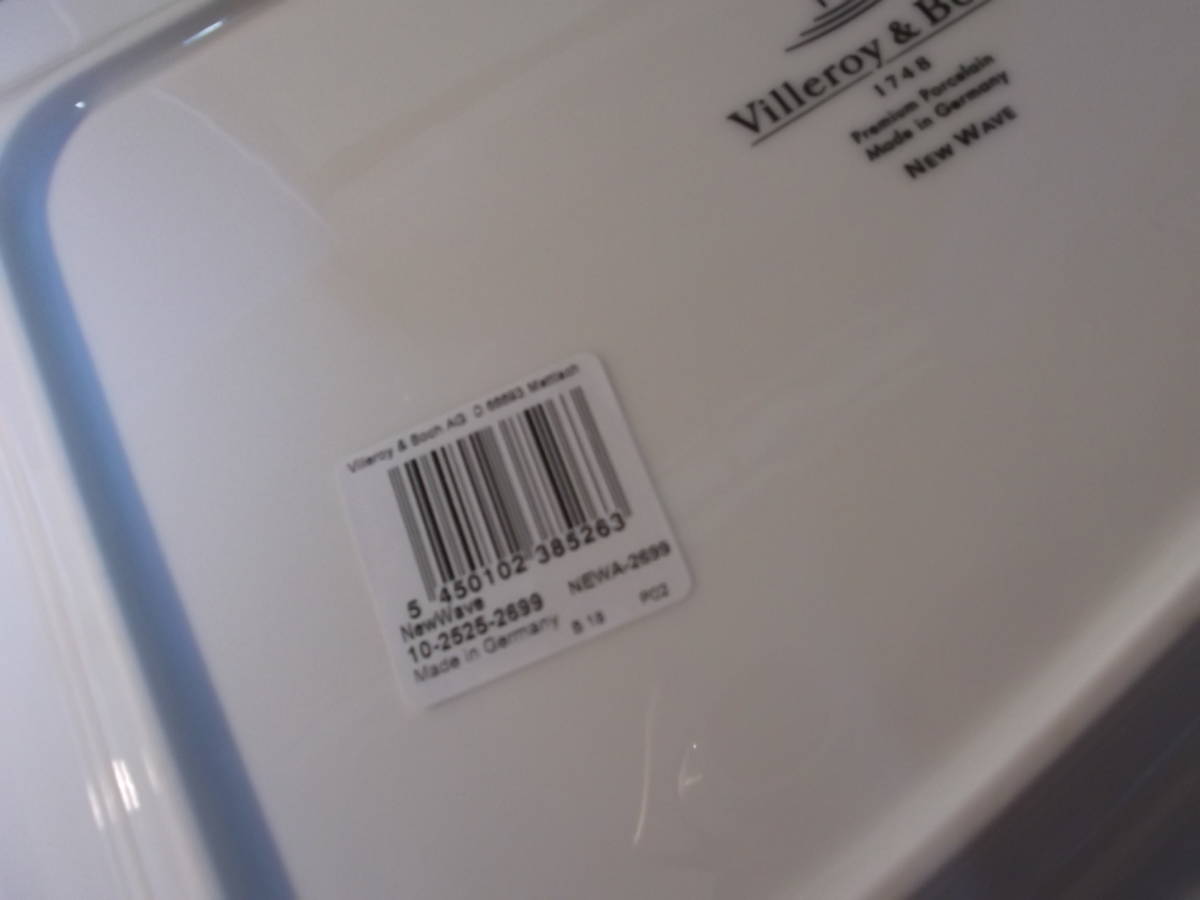 Villeroy & Bo
1748
Premium Porcelain
Made in Germany
NEW WAVE
Villeroy & Boch AG D 66693 Mettlach
5 450102 385263
NewWave
10-2525-2699 NEWA-2699
Made in Germany B 18 P02